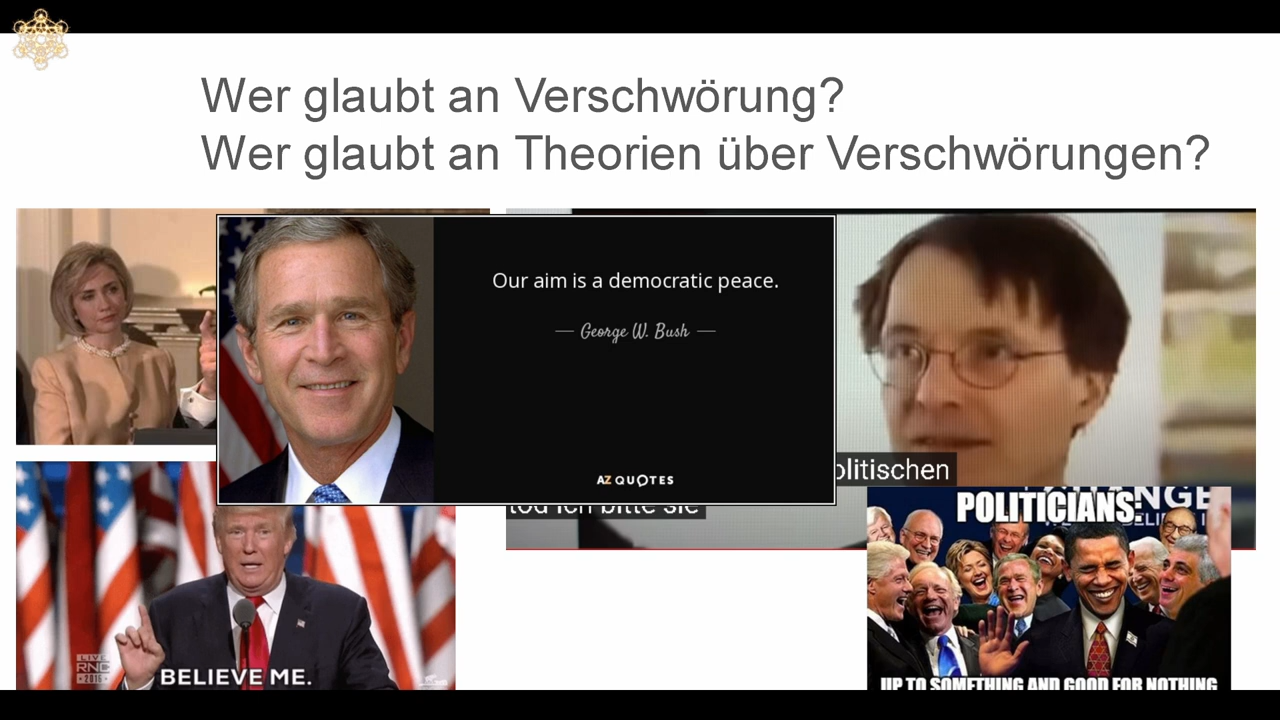 Wer glaubt an Verschwörung?
Wer glaubt an Theorien über Verschwörungen?
Our aim is a democratic peace.
— George W. Bush —
AZ QUOTES
olitischen
tod ich bitte sie
POLITICIANS!
UP TO SOMETHING AND GOOD FOR NOTHING
LIVE
RNC
2016
BELIEVE ME.